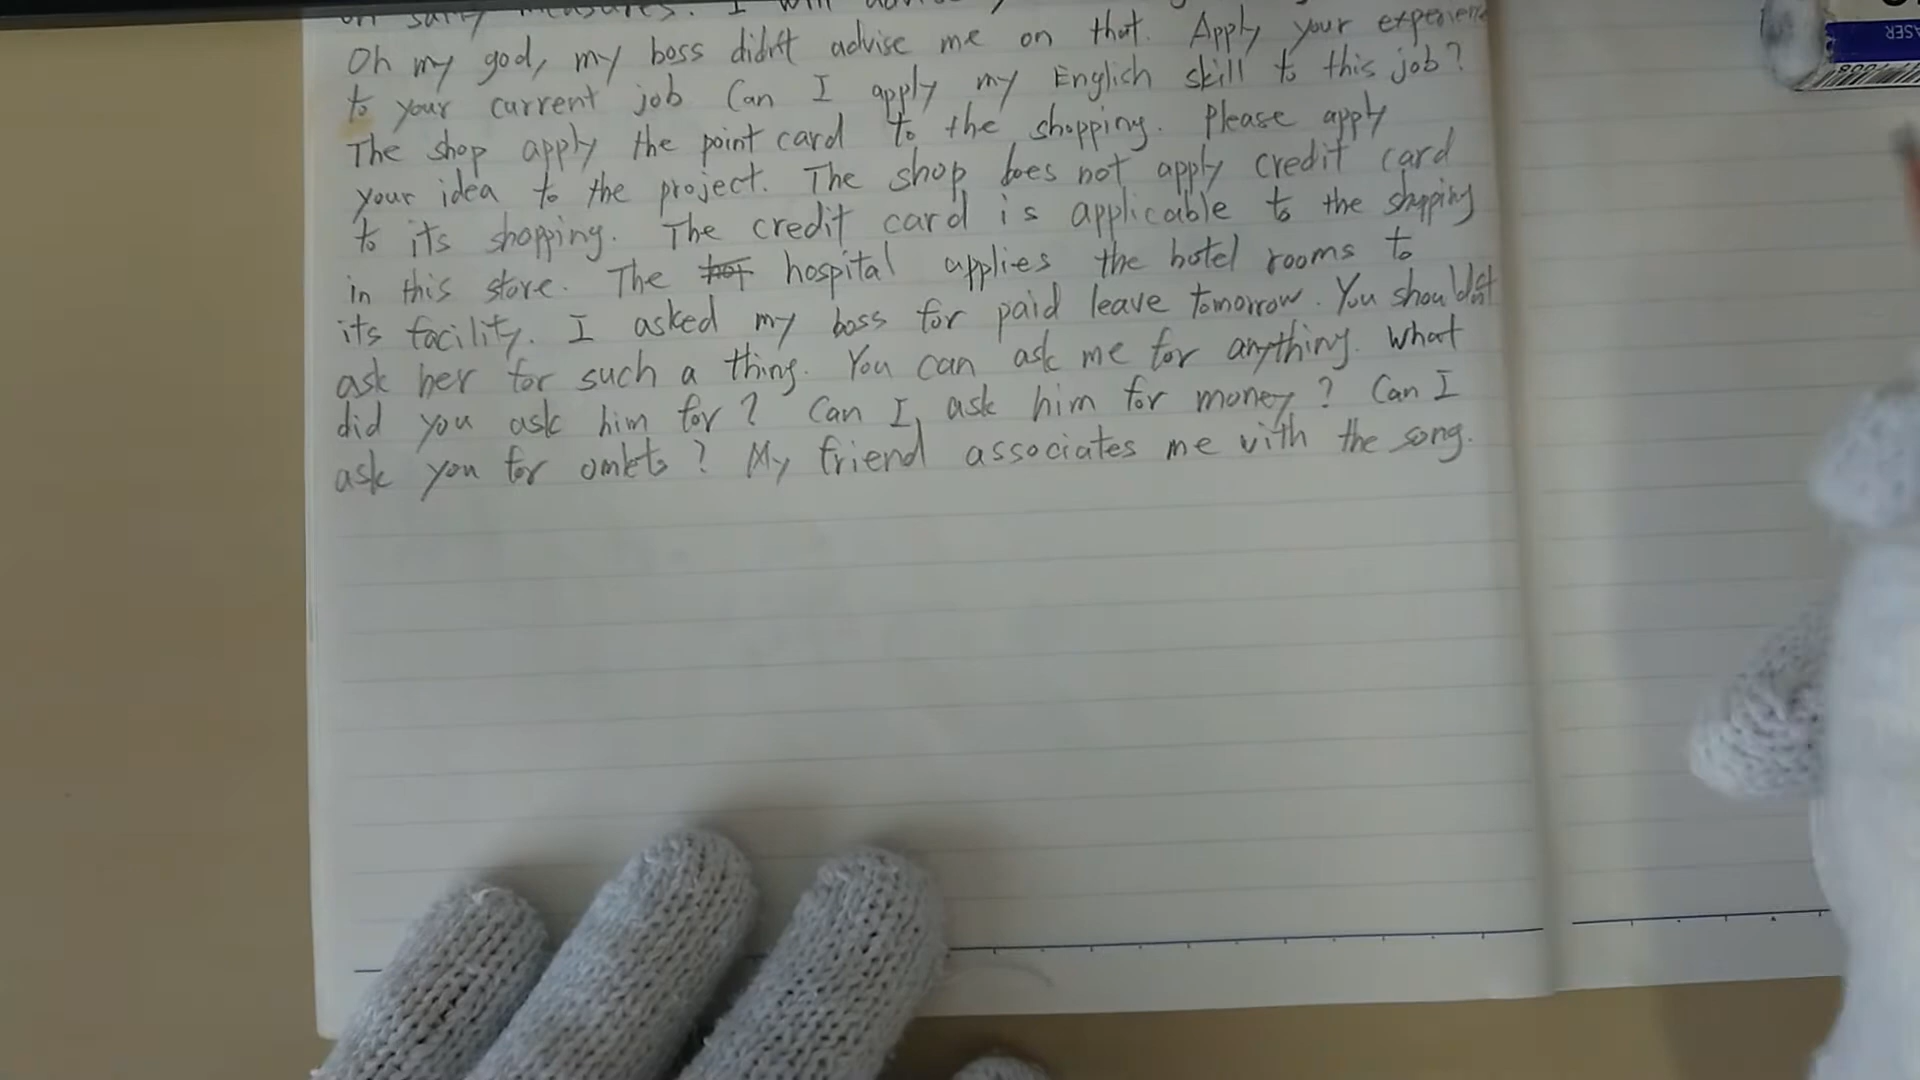 on safty measures. I will
Oh my god, my boss didn't advise me on that. Apply your experience
to your current job Can I apply my English skill to this job?
The shop apply the point card to the shopping. Please apply
your idea to the project. The shop does not apply credit card
to its shopping. The credit card is applicable to the shopping
in this store. The hospital applies the hotel rooms to
its facility. I asked my boss for paid leave tomorrow. You shouldn't
ask her for such a thing. You can ask me for anything. What
did you ask him for? Can I ask him for money? Can I
ask you for omlets? My friend associates me with the song.